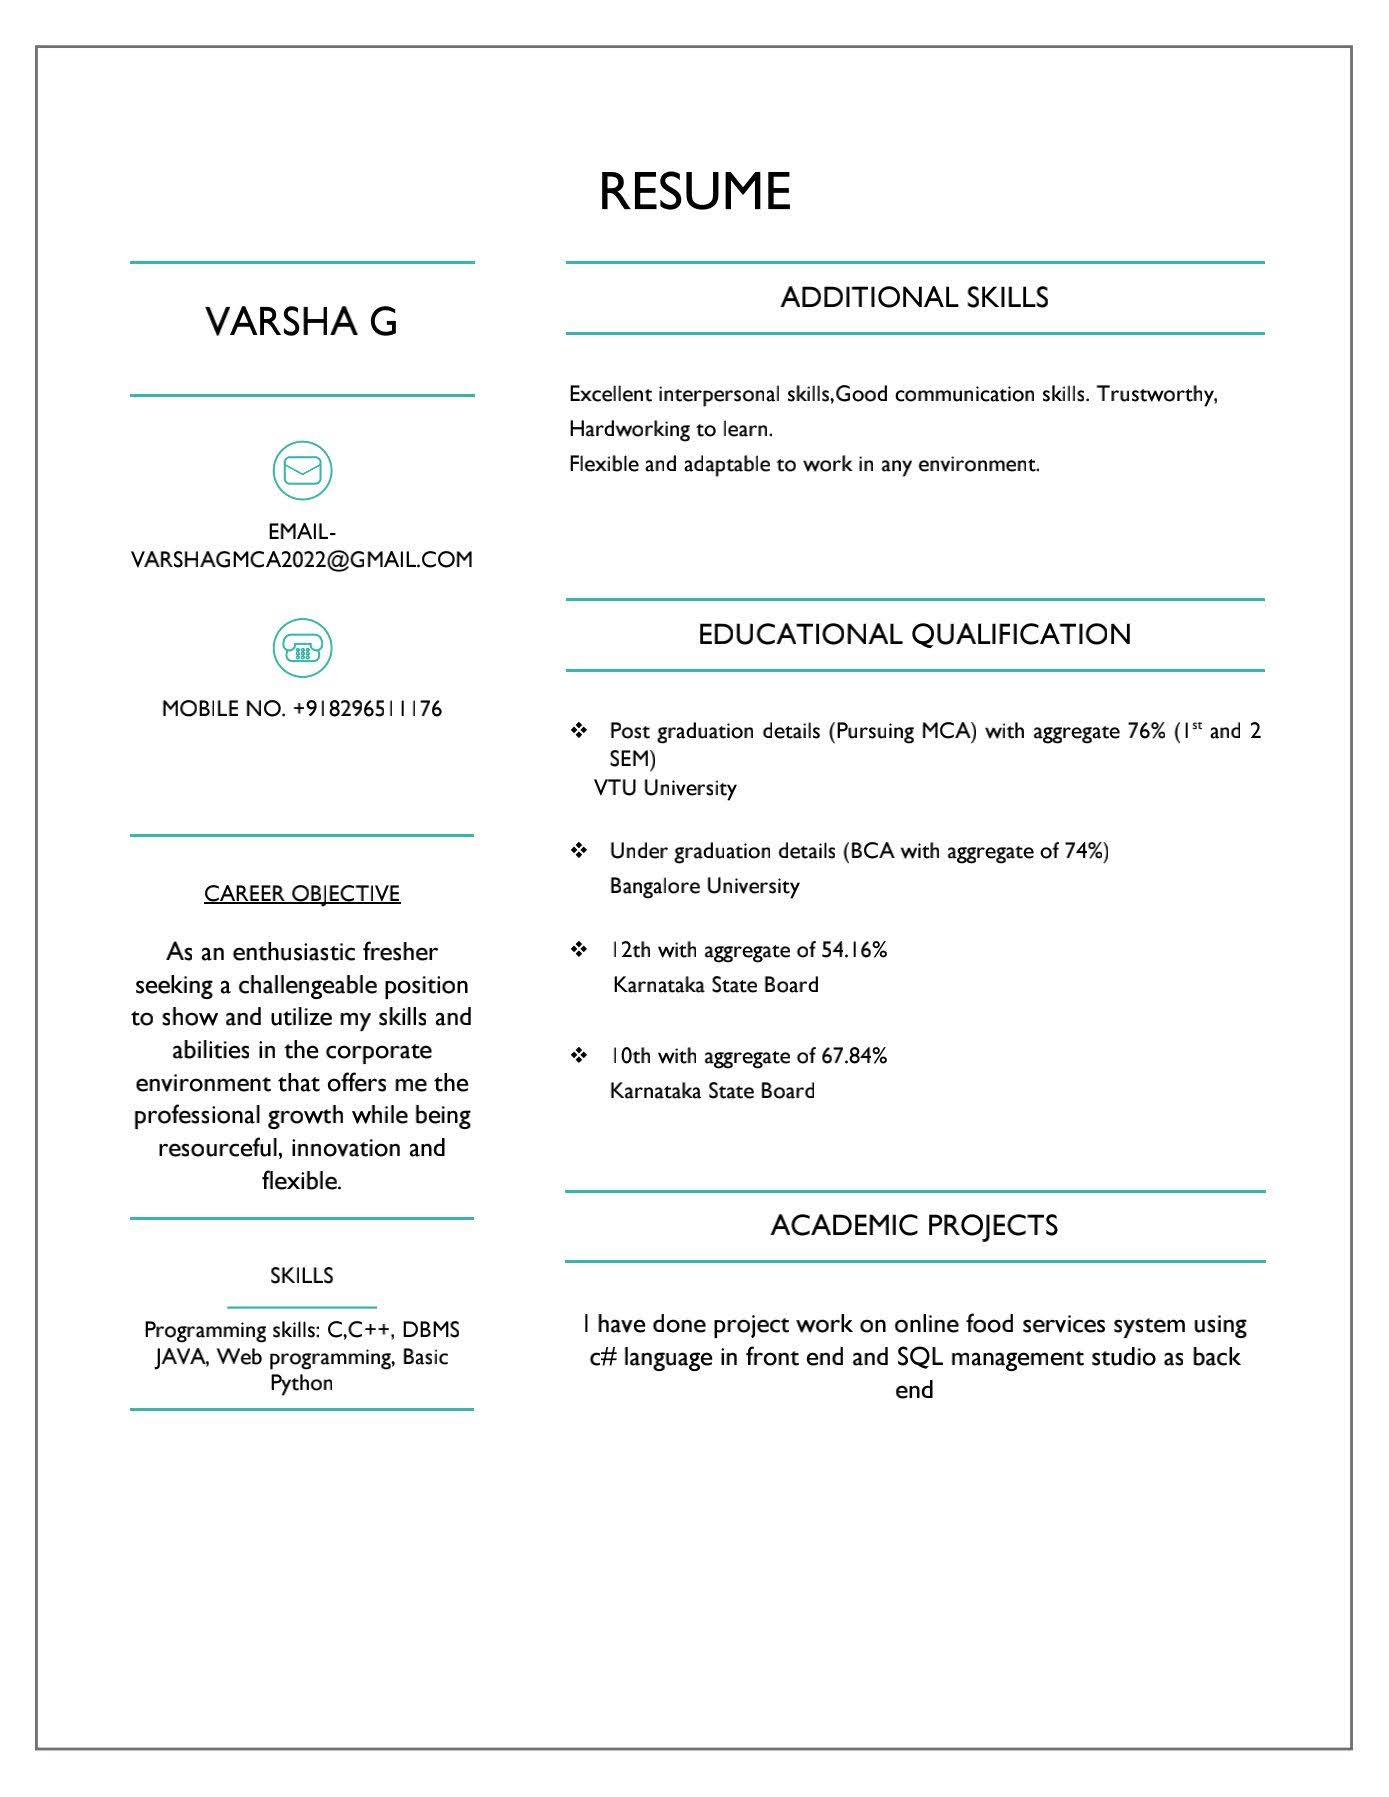 RESUME
VARSHA G
EMAIL-
VARSHAGMCA2022@GMAIL.COM
MOBILE NO. +918296511176
CAREER OBJECTIVE
As an enthusiastic fresher
seeking a challengeable position
to show and utilize my skills and
abilities in the corporate
environment that offers me the
professional growth while being
resourceful, innovation and
flexible.
SKILLS
Programming skills: C,C++, DBMS
JAVA, Web programming, Basic
Python
ADDITIONAL SKILLS
Excellent interpersonal skills,Good communication skills. Trustworthy,
Hardworking to learn.
Flexible and adaptable to work in any environment.
EDUCATIONAL QUALIFICATION
❖ Post graduation details (Pursuing MCA) with aggregate 76% (1st and 2
SEM)
VTU University
❖ Under graduation details (BCA with aggregate of 74%)
Bangalore University
❖ 12th with aggregate of 54.16%
Karnataka State Board
❖ 10th with aggregate of 67.84%
Karnataka State Board
ACADEMIC PROJECTS
I have done project work on online food services system using
c# language in front end and SQL management studio as back
end